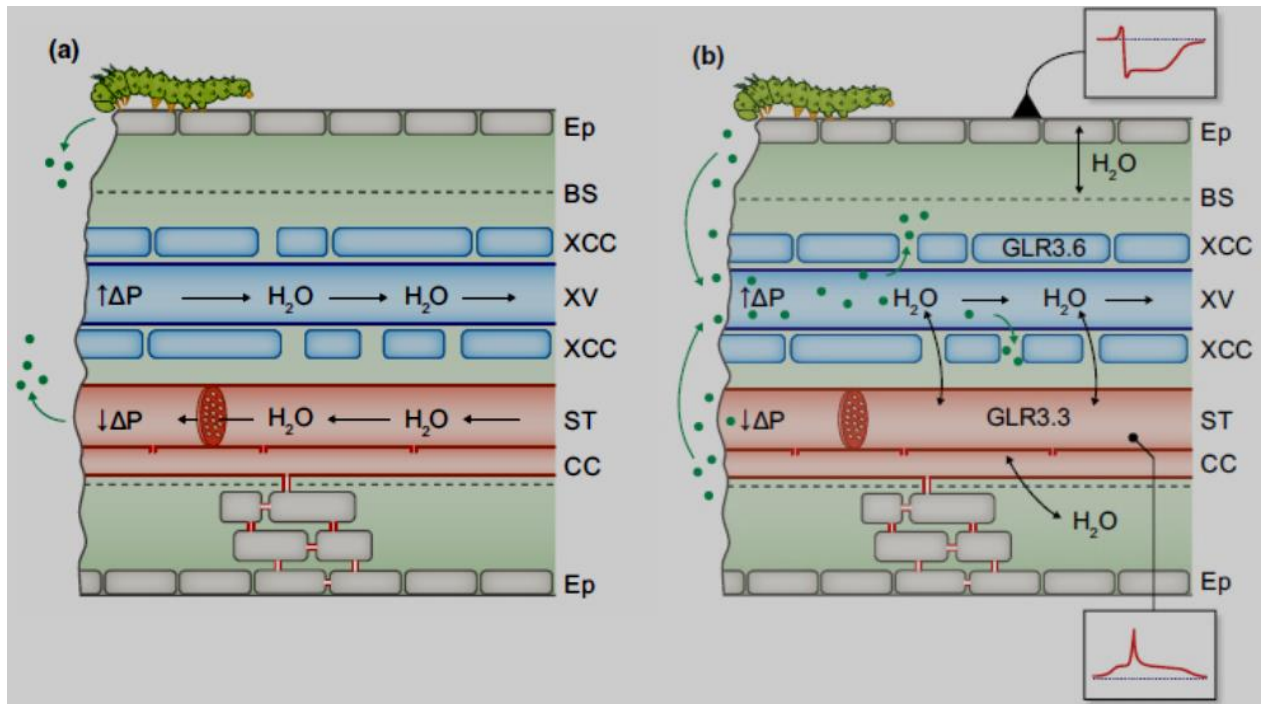 (a)
Ep
BS
XCC
↑ΔP H₂O H₂O XV
XCC
↓ΔP H₂O H₂O ST
CC
Ep
(b)
Ep
H₂O
BS
GLR3.6 XCC
↑ΔP H₂O H₂O XV
XCC
↓ΔP GLR3.3 ST
CC
H₂O
Ep